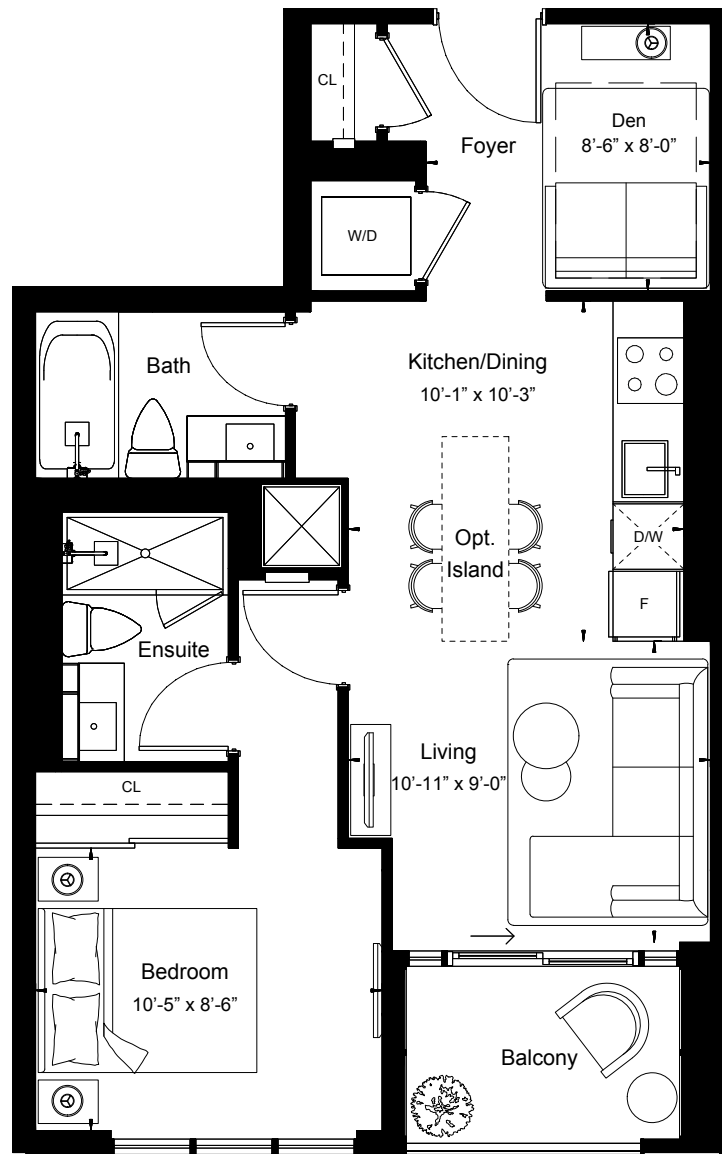 CL
Foyer
Den
8’-6” x 8’-0”
W/D
Bath
Kitchen/Dining
10’-1” x 10’-3”
Opt.
Island
D/W
F
Ensuite
Living
10’-11” x 9’-0”
CL
Bedroom
10’-5” x 8’-6”
Balcony